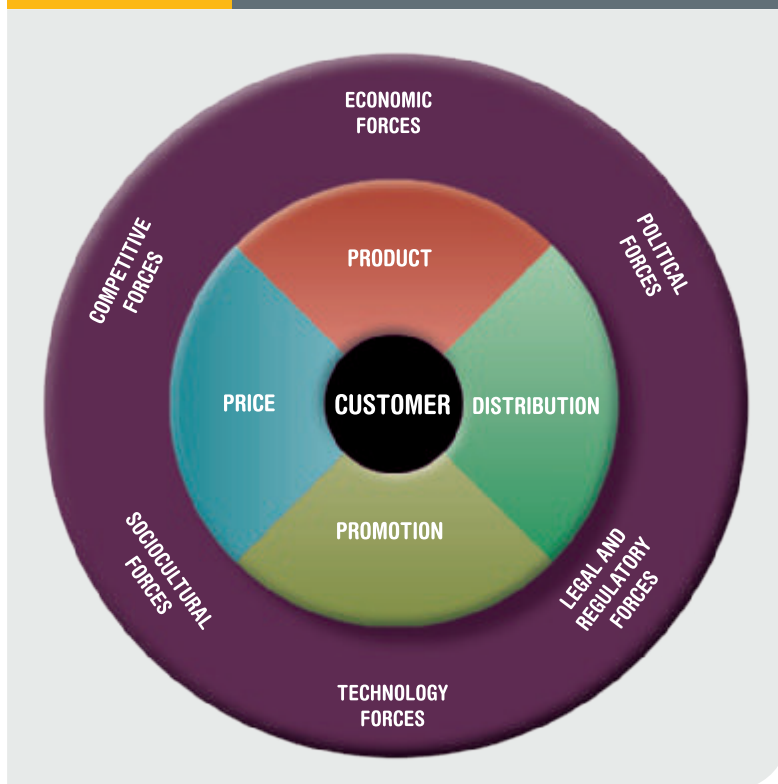 ECONOMIC
FORCES
COMPETITIVE
FORCES
POLITICAL
FORCES
PRODUCT
PRICE
CUSTOMER
DISTRIBUTION
PROMOTION
SOCIOCULTURAL
FORCES
LEGAL AND
REGULATORY
FORCES
TECHNOLOGY
FORCES